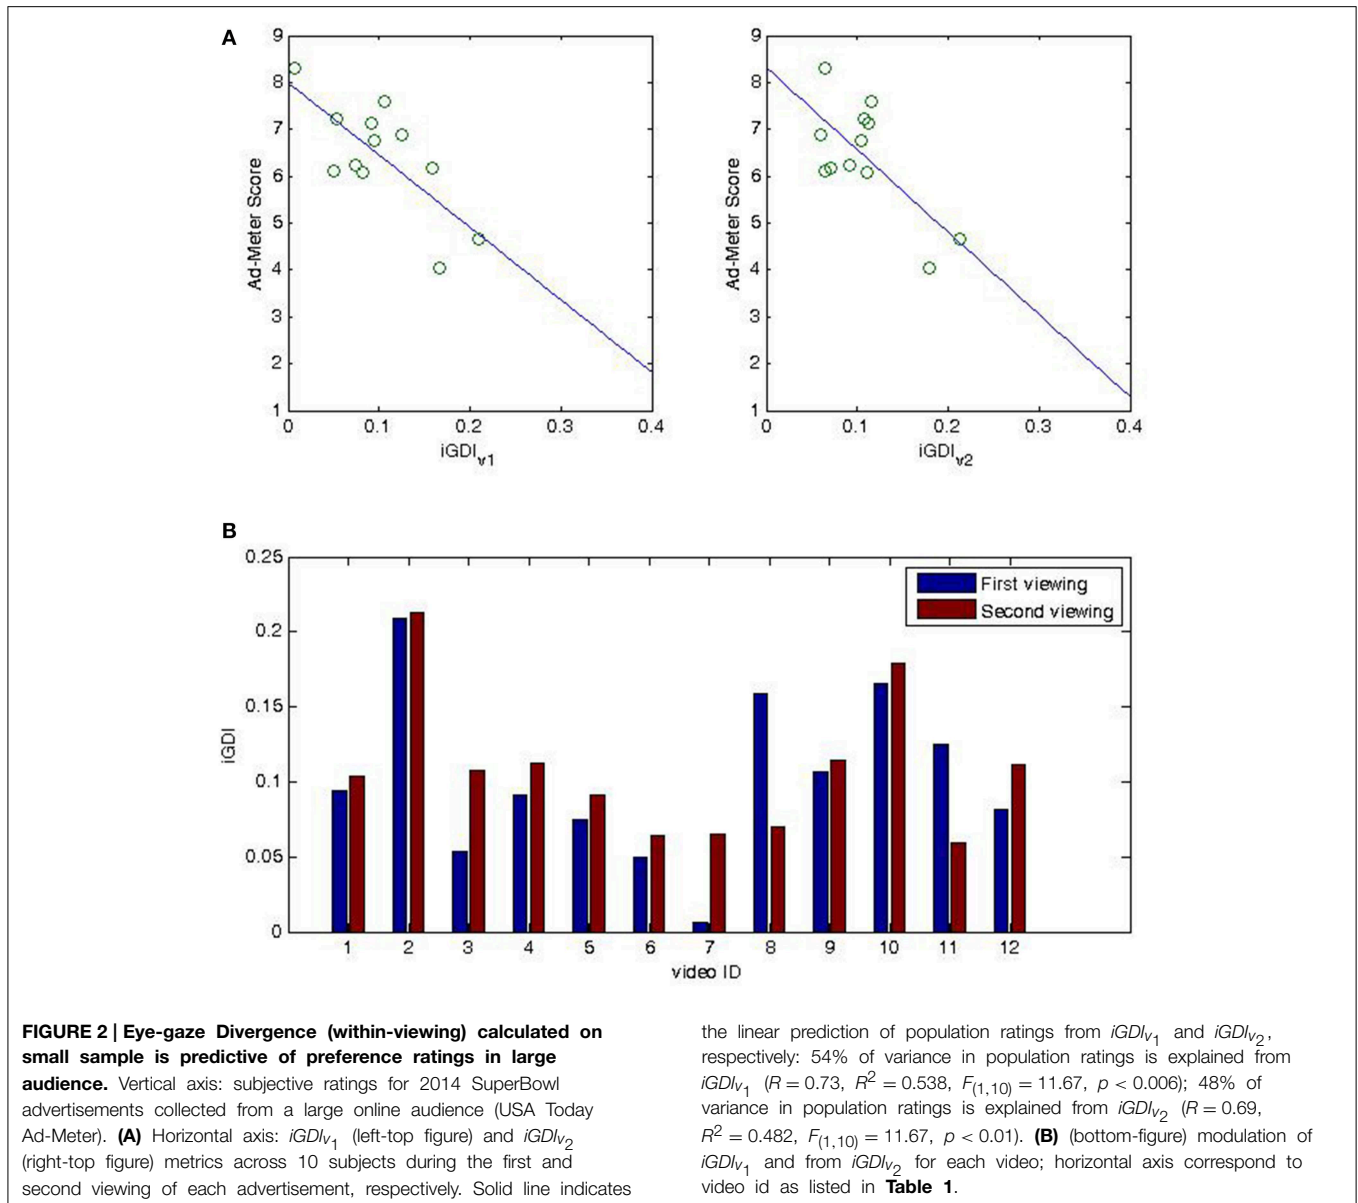 A
9
8
7
6
5
4
3
2
1
Ad-Meter Score
0
0.1
0.2
0.3
0.4
iGDIv1
9
8
7
6
5
4
3
2
1
Ad-Meter Score
0
0.1
0.2
0.3
0.4
iGDIv2
B
0.25
0.2
0.15
0.1
0.05
0
iGDI
First viewing
Second viewing
1 2 3 4 5 6 7 8 9 10 11 12
video ID
FIGURE 2 | Eye-gaze Divergence (within-viewing) calculated on
small sample is predictive of preference ratings in large
audience. Vertical axis: subjective ratings for 2014 SuperBowl
advertisements collected from a large online audience (USA Today
Ad-Meter). (A) Horizontal axis: iGDIv1 (left-top figure) and iGDIv2
(right-top figure) metrics across 10 subjects during the first and
second viewing of each advertisement, respectively. Solid line indicates
the linear prediction of population ratings from iGDIv1 and iGDIv2,
respectively: 54% of variance in population ratings is explained from
iGDIv1 (R = 0.73, R2 = 0.538, F(1,10) = 11.67, p < 0.006); 48% of
variance in population ratings is explained from iGDIv2 (R = 0.69,
R2 = 0.482, F(1,10) = 11.67, p < 0.01). (B) (bottom-figure) modulation of
iGDIv1 and from iGDIv2 for each video; horizontal axis correspond to
video id as listed in Table 1.